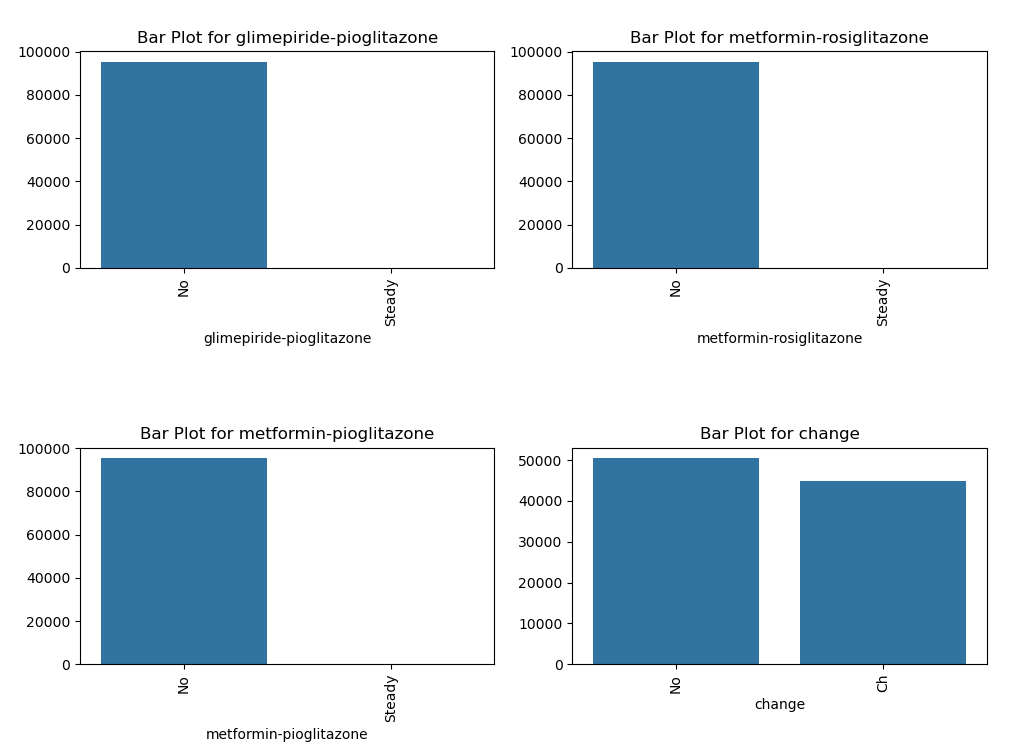 Bar Plot for glimepiride-pioglitazone
100000
80000
60000
40000
20000
0
No
Steady
glimepiride-pioglitazone
Bar Plot for metformin-rosiglitazone
100000
80000
60000
40000
20000
0
No
Steady
metformin-rosiglitazone
Bar Plot for metformin-pioglitazone
100000
80000
60000
40000
20000
0
No
Steady
metformin-pioglitazone
Bar Plot for change
50000
40000
30000
20000
10000
0
No
Ch
change